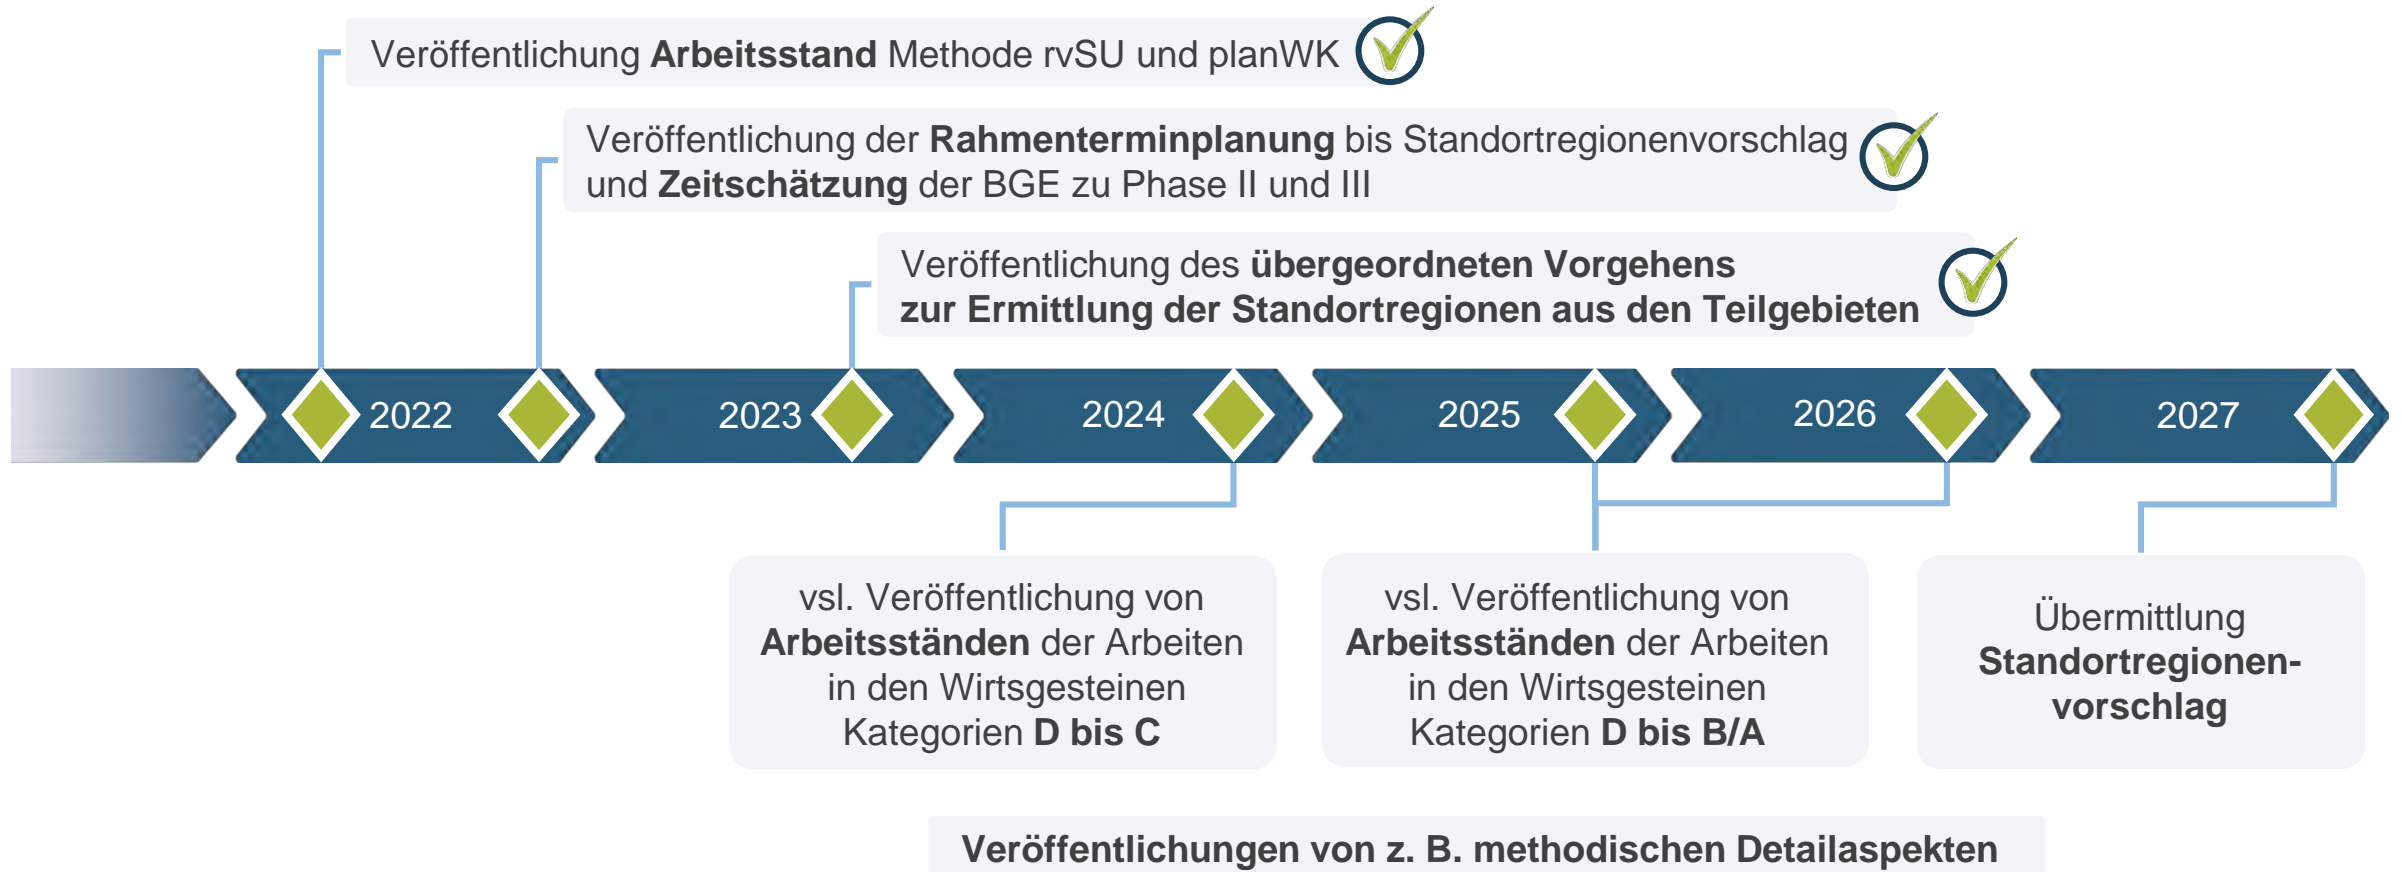 Veröffentlichung Arbeitsstand Methode rvSU und planWK
Veröffentlichung der Rahmenterminplanung bis Standortregionenvorschlag
und Zeitschätzung der BGE zu Phase II und III
Veröffentlichung des übergeordneten Vorgehens
zur Ermittlung der Standortregionen aus den Teilgebieten
2022
2023
2024
2025
2026
2027
vsl. Veröffentlichung von
Arbeitsständen der Arbeiten
in den Wirtsgesteinen
Kategorien D bis C
vsl. Veröffentlichung von
Arbeitsständen der Arbeiten
in den Wirtsgesteinen
Kategorien D bis B/A
Übermittlung
Standortregionen-
vorschlag
Veröffentlichungen von z. B. methodischen Detailaspekten